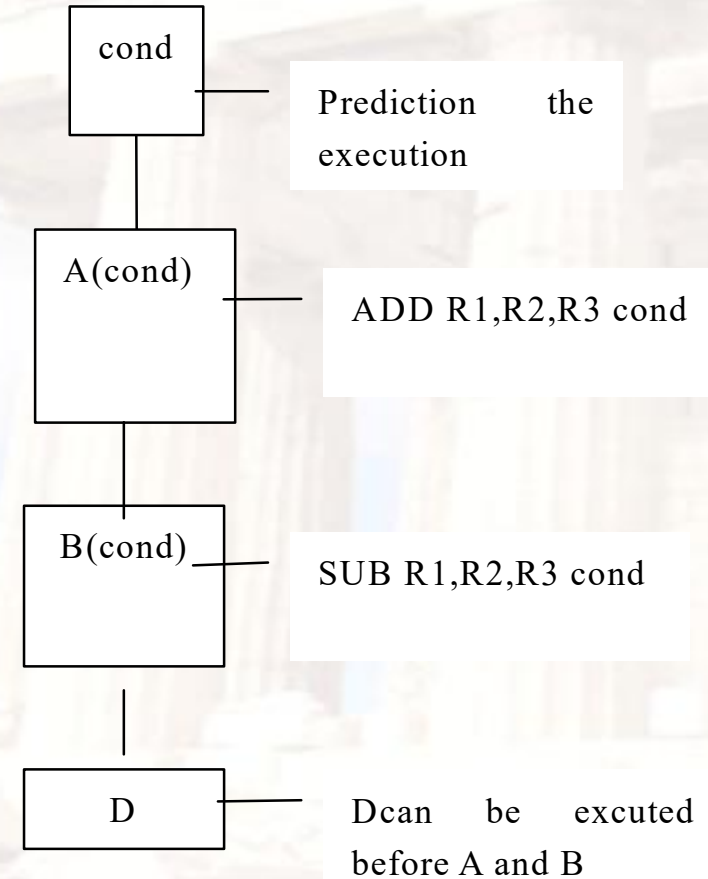 cond
Prediction the
execution
A(cond)
ADD R1,R2,R3 cond
B(cond)
SUB R1,R2,R3 cond
D
Dcan be excuted
before A and B